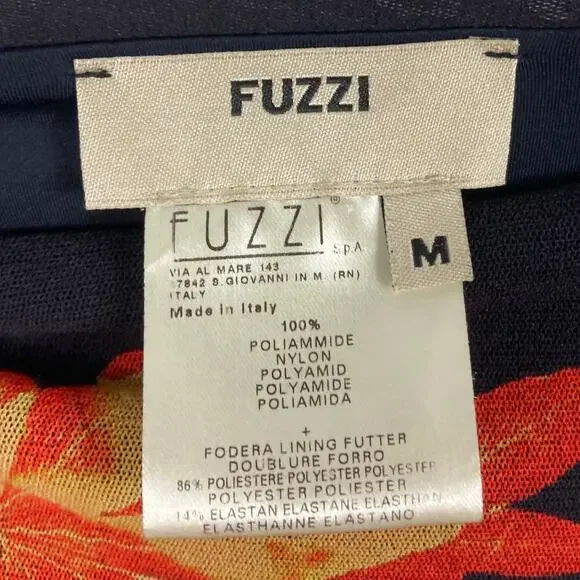 FUZZI
M
FUZZI® S.p.A.
VIA AL MARE 143
47842 S.GIOVANNI IN M. (RN)
ITALY
Made in Italy
100%
POLIAMMIDE
NYLON
POLYAMID
POLYAMIDE
POLIAMIDA
+
FODERA LINING FUTTER
DOUBLURE FORRO
86% POLIESTERE POLYESTER POLYESTER
POLYESTER POLIESTER
14% ELASTAN ELASTANE ELASTHAN
ELASTHANNE ELASTANO